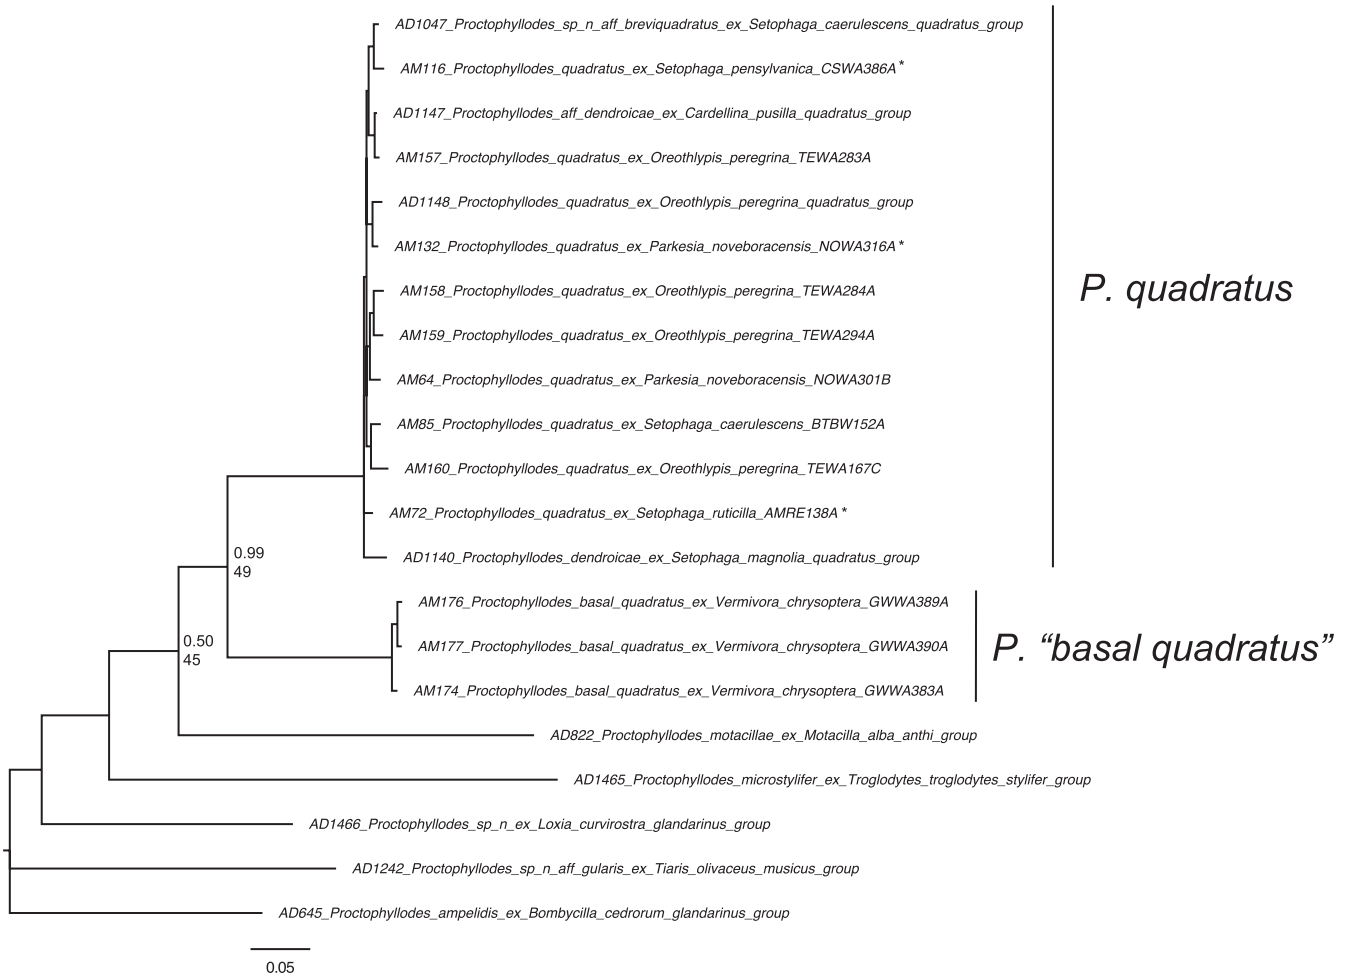 AD1047_Proctophyllodes_sp_n_aff_breviquadratus_ex_Setophaga_caerulescens_quadratus_group
AM116_Proctophyllodes_quadratus_ex_Setophaga_pensylvanica_CSWA386A*
AD1147_Proctophyllodes_aff_dendroicae_ex_Cardellina_pusilla_quadratus_group
AM157_Proctophyllodes_quadratus_ex_Oreothlypis_peregrina_TEWA283A
AD1148_Proctophyllodes_quadratus_ex_Oreothlypis_peregrina_quadratus_group
AM132_Proctophyllodes_quadratus_ex_Parkesia_noveboracensis_NOWA316A*
AM158_Proctophyllodes_quadratus_ex_Oreothlypis_peregrina_TEWA284A
P. quadratus
AM159_Proctophyllodes_quadratus_ex_Oreothlypis_peregrina_TEWA294A
AM64_Proctophyllodes_quadratus_ex_Parkesia_noveboracensis_NOWA301B
AM85_Proctophyllodes_quadratus_ex_Setophaga_caerulescens_BTBW152A
AM160_Proctophyllodes_quadratus_ex_Oreothlypis_peregrina_TEWA167C
AM72_Proctophyllodes_quadratus_ex_Setophaga_ruticilla_AMRE138A*
0.99
49
AD1140_Proctophyllodes_dendroicae_ex_Setophaga_magnolia_quadratus_group
AM176_Proctophyllodes_basal_quadratus_ex_Vermivora_chrysoptera_GWWA389A
0.50
45
AM177_Proctophyllodes_basal_quadratus_ex_Vermivora_chrysoptera_GWWA390A
P. “basal quadratus”
AM174_Proctophyllodes_basal_quadratus_ex_Vermivora_chrysoptera_GWWA383A
AD822_Proctophyllodes_motacillae_ex_Motacilla_alba_anthi_group
AD1465_Proctophyllodes_microstylifer_ex_Troglodytes_troglodytes_stylifer_group
AD1466_Proctophyllodes_sp_n_ex_Loxia_curvirostra_glandarinus_group
AD1242_Proctophyllodes_sp_n_aff_gularis_ex_Tiaris_olivaceus_musicus_group
AD645_Proctophyllodes_ampelidis_ex_Bombycilla_cedrorum_glandarinus_group
0.05